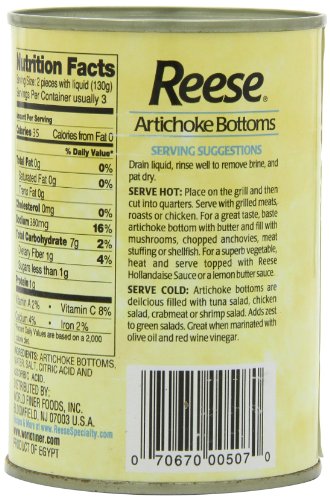 Nutrition Facts
Serving Size: 2 pieces with liquid (130g)
Servings Per Container usually 3
Amount Per Serving
Calories 35 Calories from Fat 0
% Daily Value*
Total Fat 0g 0%
Saturated Fat 0g 0%
Trans Fat 0g
Cholesterol 0mg 0%
Sodium 380mg 16%
Total Carbohydrate 7g 2%
Dietary Fiber 1g 4%
Sugars less than 1g
Protein 1g
Vitamin A 2% • Vitamin C 8%
Calcium 4% • Iron 2%
*Percent Daily Values are based on a 2,000
calorie diet.
INGREDIENTS: ARTICHOKE BOTTOMS,
WATER, SALT, CITRIC ACID AND
ASCORBIC ACID.
DISTRIBUTED BY:
WORLD FINER FOODS, INC.
BLOOMFIELD, NJ 07003 U.S.A.
& More at www.ReeseSpecialty.com
www.worldfiner.com
PRODUCT OF EGYPT
Reese®
Artichoke Bottoms
SERVING SUGGESTIONS
Drain liquid, rinse well to remove brine, and
pat dry.
SERVE HOT: Place on the grill and then
cut into quarters. Serve with grilled meats,
roasts or chicken. For a great taste, baste
artichoke bottom with butter and fill with
mushrooms, chopped anchovies, meat
stuffing or shellfish. For a superb vegetable,
heat and serve topped with Reese
Hollandaise Sauce or a lemon butter sauce.
SERVE COLD: Artichoke bottoms are
delicious filled with tuna salad, chicken
salad, crabmeat or shrimp salad. Adds zest
to green salads. Great when marinated with
olive oil and red wine vinegar.
0 70670 00507 0